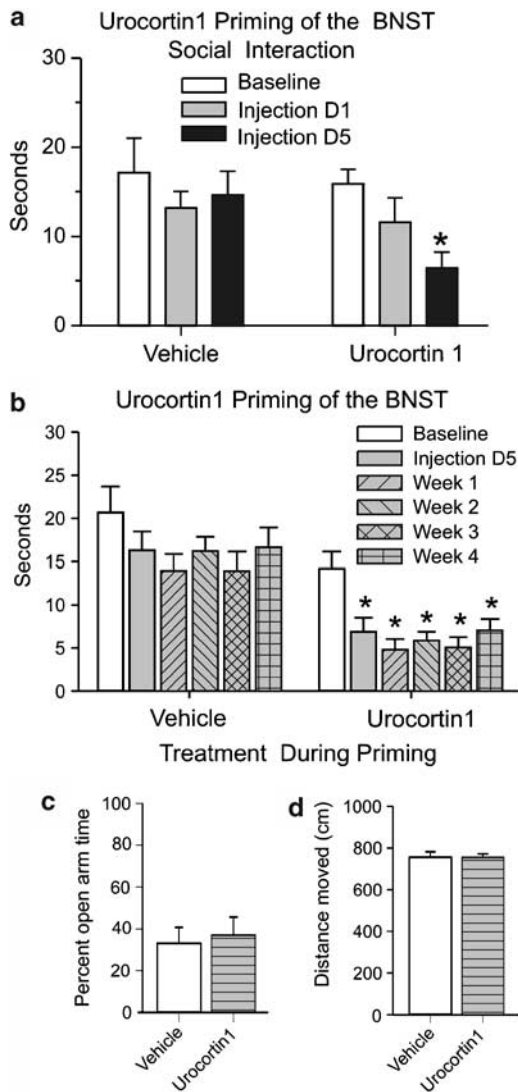 a
Urocortin1 Priming of the BNST
Social Interaction
30
20
10
0
Seconds
Baseline
Injection D1
Injection D5
*
Vehicle
Urocortin 1
b
Urocortin1 Priming of the BNST
30
25
20
15
10
5
0
Seconds
Baseline
Injection D5
Week 1
Week 2
Week 3
Week 4
* * * * *
Vehicle
Urocortin1
Treatment During Priming
c
100
80
60
40
20
0
Percent open arm time
Vehicle
Urocortin1
d
1000
800
600
400
200
0
Distance moved (cm)
Vehicle
Urocortin1